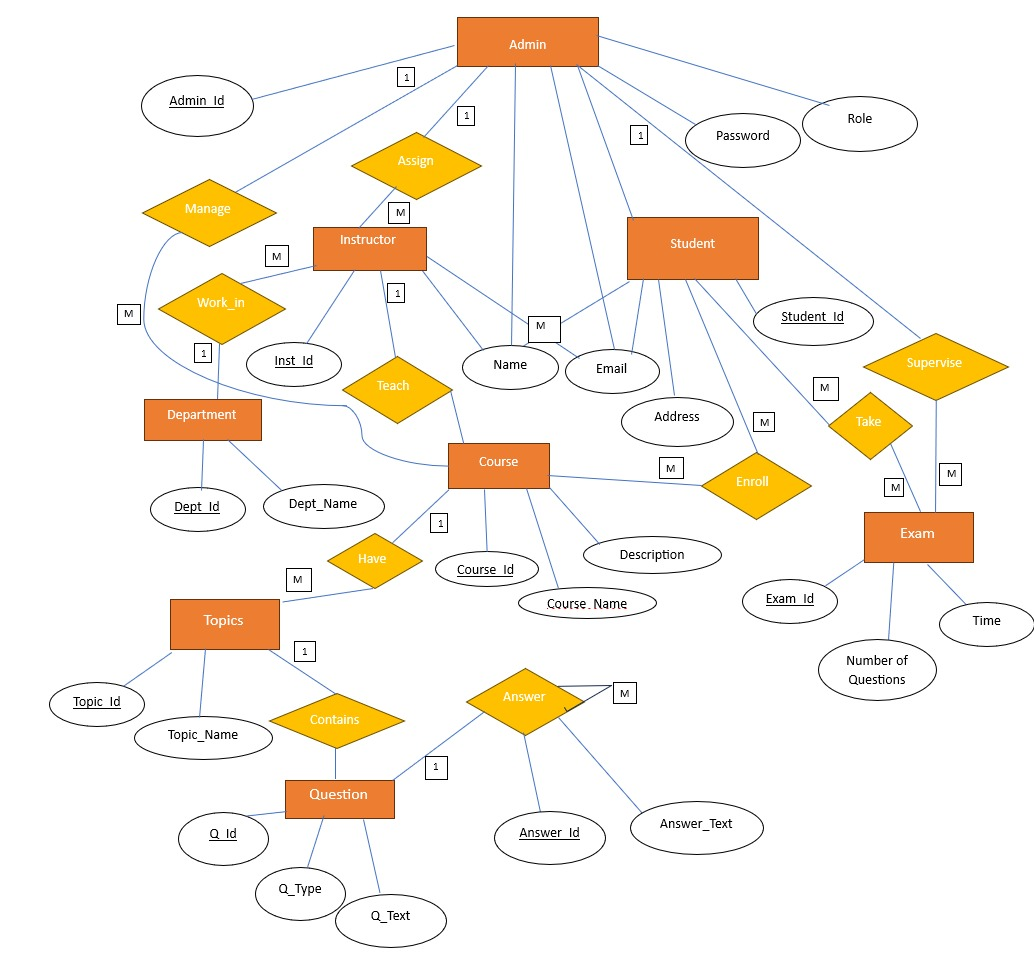 Admin
1
Admin_Id
1
Password
Role
1
Assign
Manage
M
Instructor
Student
M
Work_in
1
M
M
Student_Id
1
Inst_Id
Name
Email
Supervise
Teach
M
Department
Address
Take
M
Course
M
Enroll
M
M
Dept_Id
Dept_Name
1
Exam
Have
Course_Id
Description
M
Exam_Id
Course_Name
Topics
Time
1
Number of
Questions
Topic_Id
Answer
M
Topic_Name
Contains
1
Question
Q_Id
Answer_Id
Answer_Text
Q_Type
Q_Text